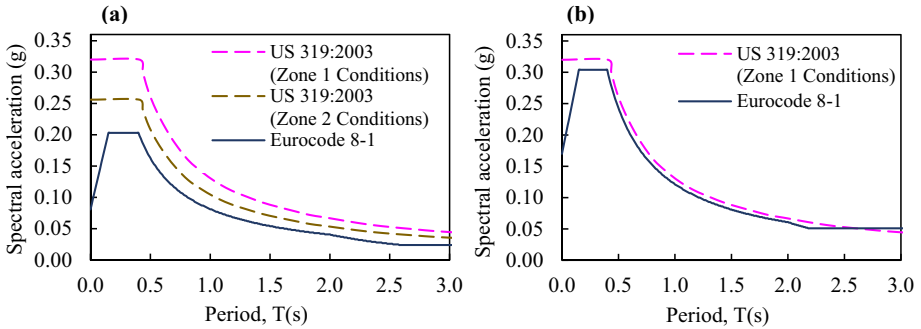 (a)
0.35
0.30
0.25
0.20
0.15
0.10
0.05
0.00
Spectral acceleration (g)
US 319:2003
(Zone 1 Conditions)
US 319:2003
(Zone 2 Conditions)
Eurocode 8-1
0.0 0.5 1.0 1.5 2.0 2.5 3.0
Period, T(s)
(b)
0.35
0.30
0.25
0.20
0.15
0.10
0.05
0.00
Spectral acceleration (g)
US 319:2003
(Zone 1 Conditions)
Eurocode 8-1
0.0 0.5 1.0 1.5 2.0 2.5 3.0
Period, T(s)